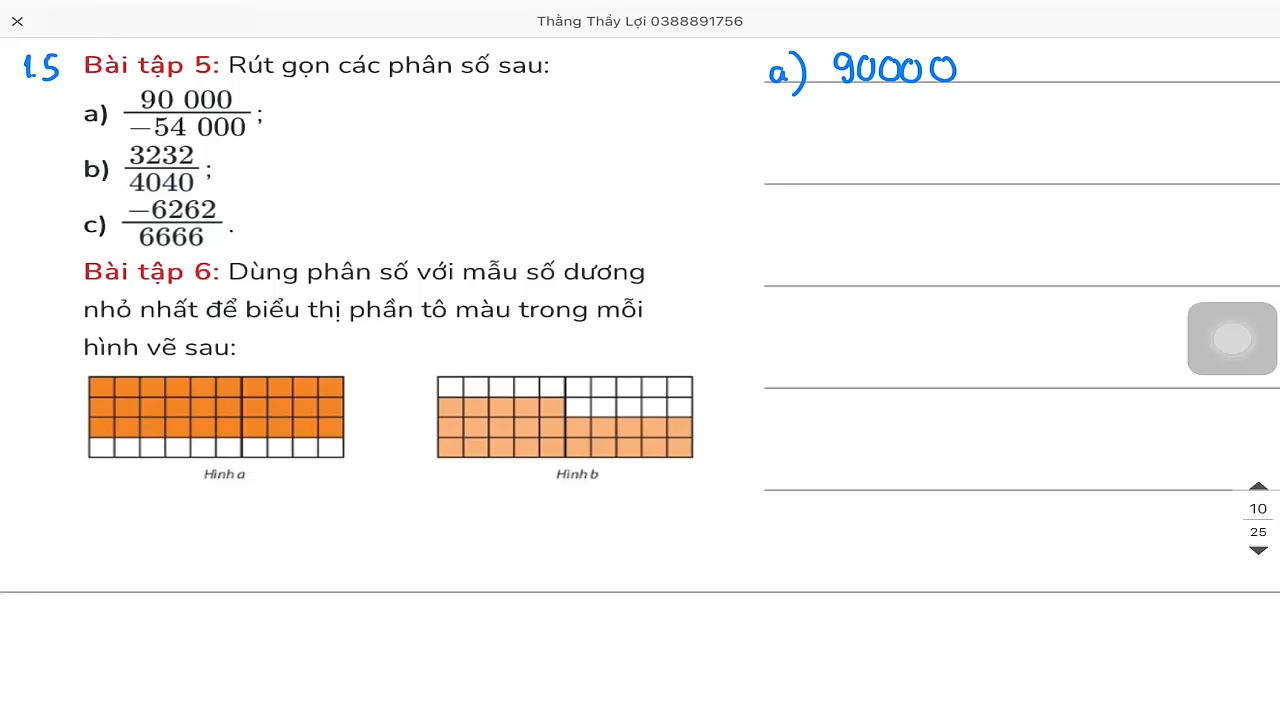 Thằng Thầy Lợi 0388891756
1.5 Bài tập 5: Rút gọn các phân số sau:
a) 90 000 / −54 000 ;
b) 3232 / 4040 ;
c) −6262 / 6666 .
Bài tập 6: Dùng phân số với mẫu số dương
nhỏ nhất để biểu thị phần tô màu trong mỗi
hình vẽ sau:
Hình a
Hình b
a) 90000
10
25